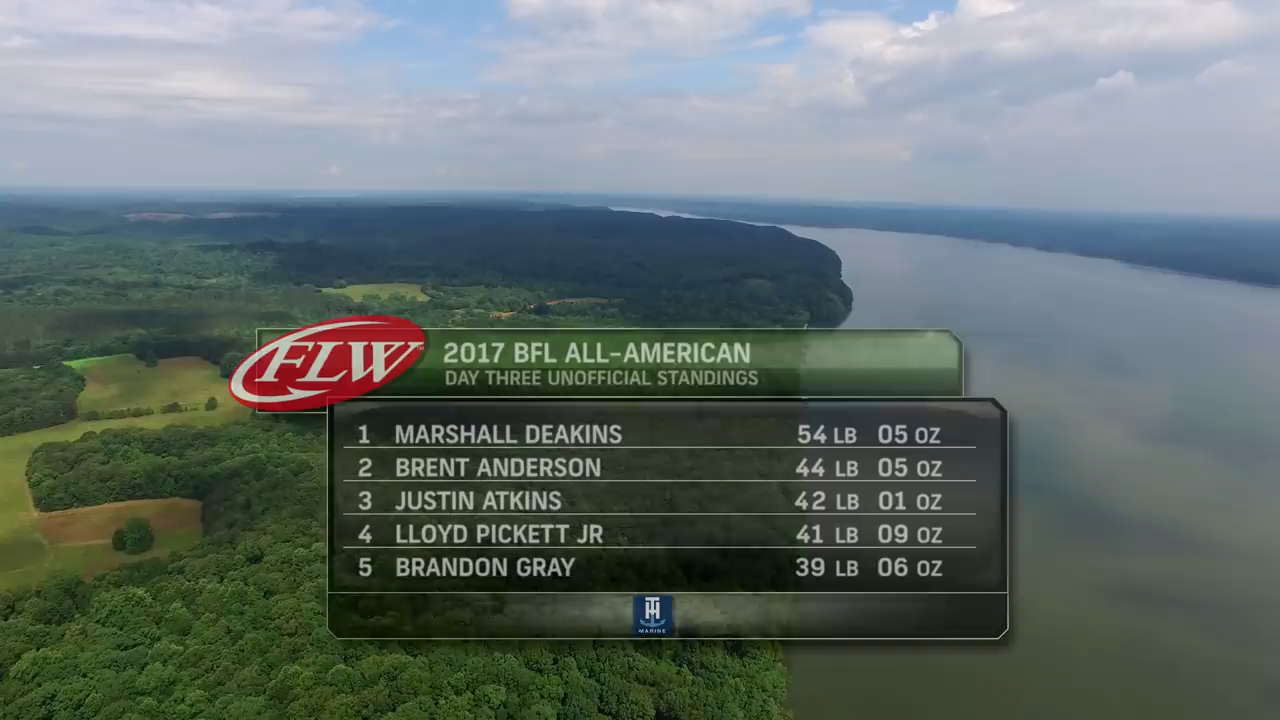 FLW
2017 BFL ALL-AMERICAN
DAY THREE UNOFFICIAL STANDINGS
1 MARSHALL DEAKINS 54 LB 05 OZ
2 BRENT ANDERSON 44 LB 05 OZ
3 JUSTIN ATKINS 42 LB 01 OZ
4 LLOYD PICKETT JR 41 LB 09 OZ
5 BRANDON GRAY 39 LB 06 OZ
TH
MARINE